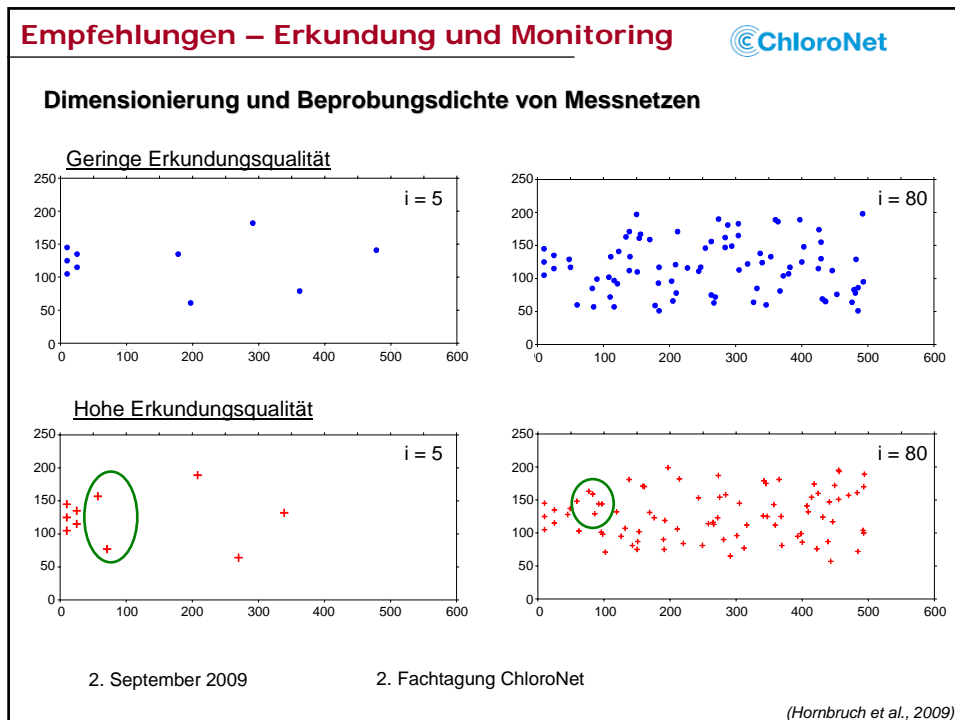 Empfehlungen – Erkundung und Monitoring
ChloroNet
Dimensionierung und Beprobungsdichte von Messnetzen
Geringe Erkundungsqualität
250
200
150
100
50
0
i = 5
0 100 200 300 400 500 600
250
200
150
100
50
0
i = 80
0 100 200 300 400 500 600
Hohe Erkundungsqualität
250
200
150
100
50
0
i = 5
0 100 200 300 400 500 600
250
200
150
100
50
0
i = 80
0 100 200 300 400 500 600
2. September 2009 2. Fachtagung ChloroNet
(Hornbruch et al., 2009)